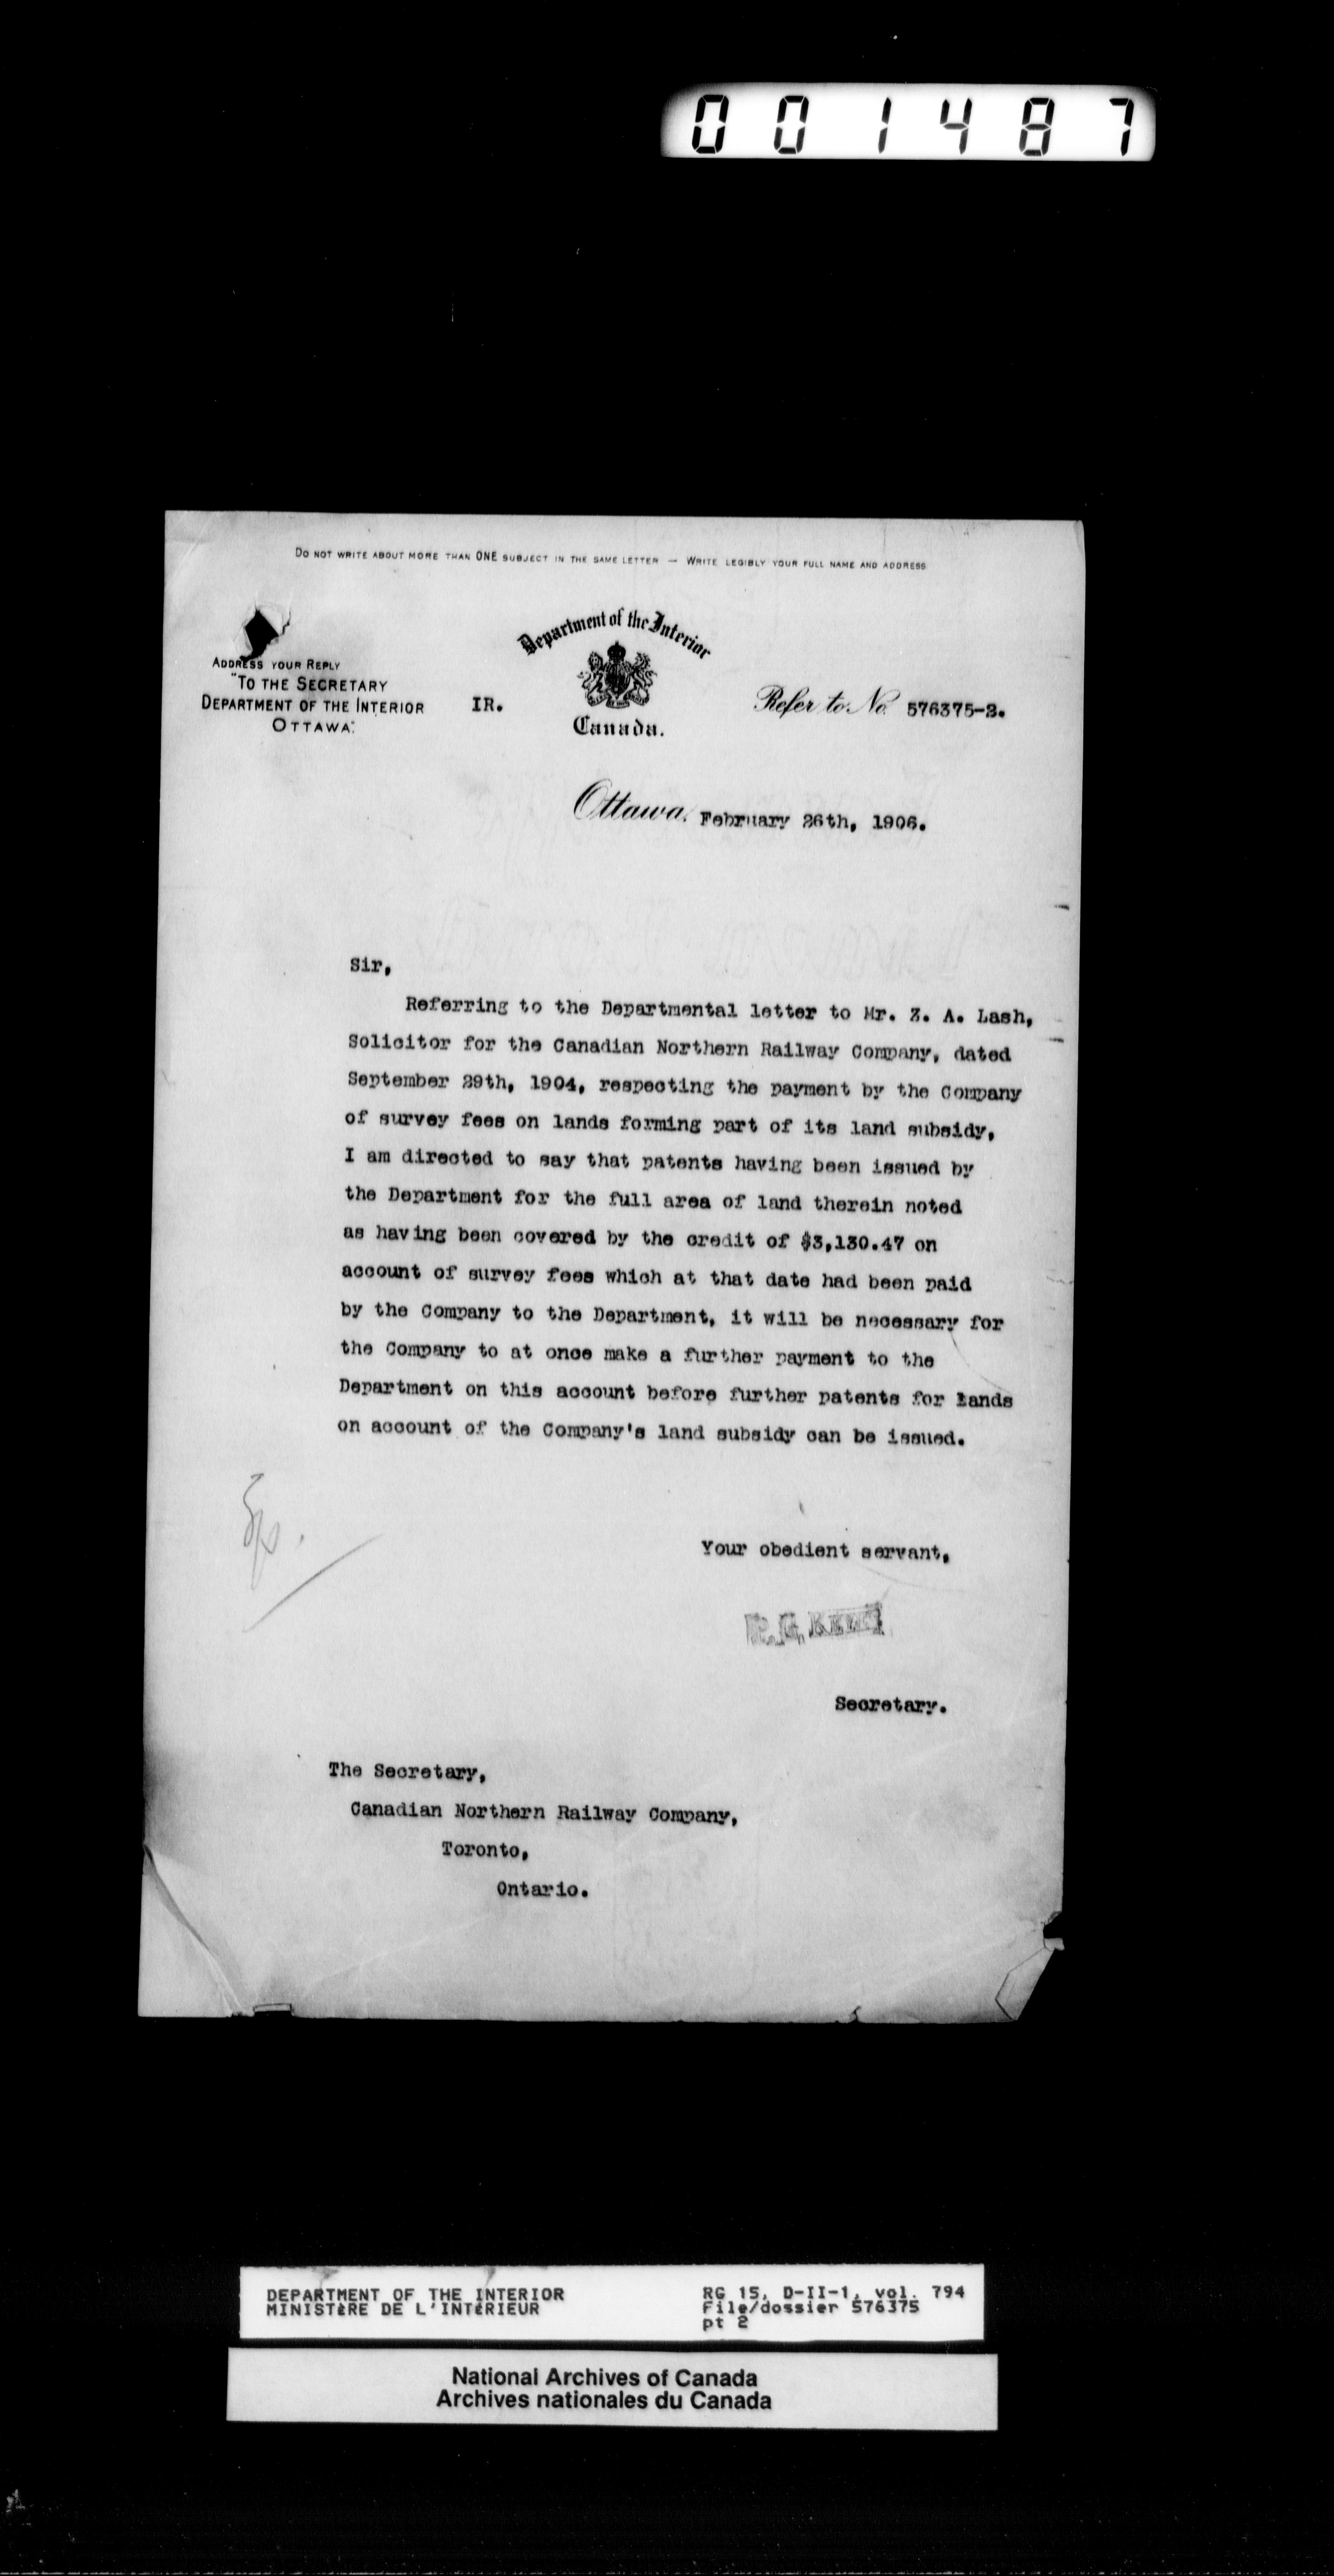 001487
DO NOT WRITE ABOUT MORE THAN ONE SUBJECT IN THE SAME LETTER — WRITE LEGIBLY YOUR FULL NAME AND ADDRESS
Department of the Interior
ADDRESS YOUR REPLY
"TO THE SECRETARY
DEPARTMENT OF THE INTERIOR
OTTAWA"
IR.
Canada.
Refer to No. 576375-2.
Ottawa, February 26th, 1906.
Sir,
Referring to the Departmental letter to Mr. Z. A. Lash,
Solicitor for the Canadian Northern Railway Company, dated
September 29th, 1904, respecting the payment by the Company
of survey fees on lands forming part of its land subsidy,
I am directed to say that patents having been issued by
the Department for the full area of land therein noted
as having been covered by the credit of $3,130.47 on
account of survey fees which at that date had been paid
by the Company to the Department, it will be necessary for
the Company to at once make a further payment to the
Department on this account before further patents for lands
on account of the Company's land subsidy can be issued.
Your obedient servant,
Secretary.
The Secretary,
Canadian Northern Railway Company,
Toronto,
Ontario.
DEPARTMENT OF THE INTERIOR
MINISTÈRE DE L'INTÉRIEUR
RG 15, D-II-1, vol. 794
File/dossier 576375
pt 2
National Archives of Canada
Archives nationales du Canada